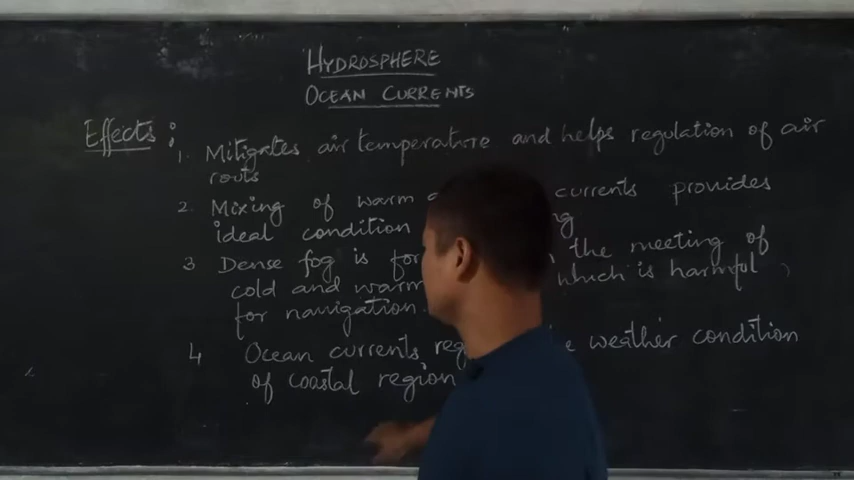 HYDROSPHERE
OCEAN CURRENTS
Effects :
1. Mitigates air temperature and helps regulation of air
routs
2. Mixing of warm currents provides
ideal condition
3 Dense fog is the meeting of
cold and warm which is harmful
for navigation.
4 Ocean currents weather condition
of coastal region